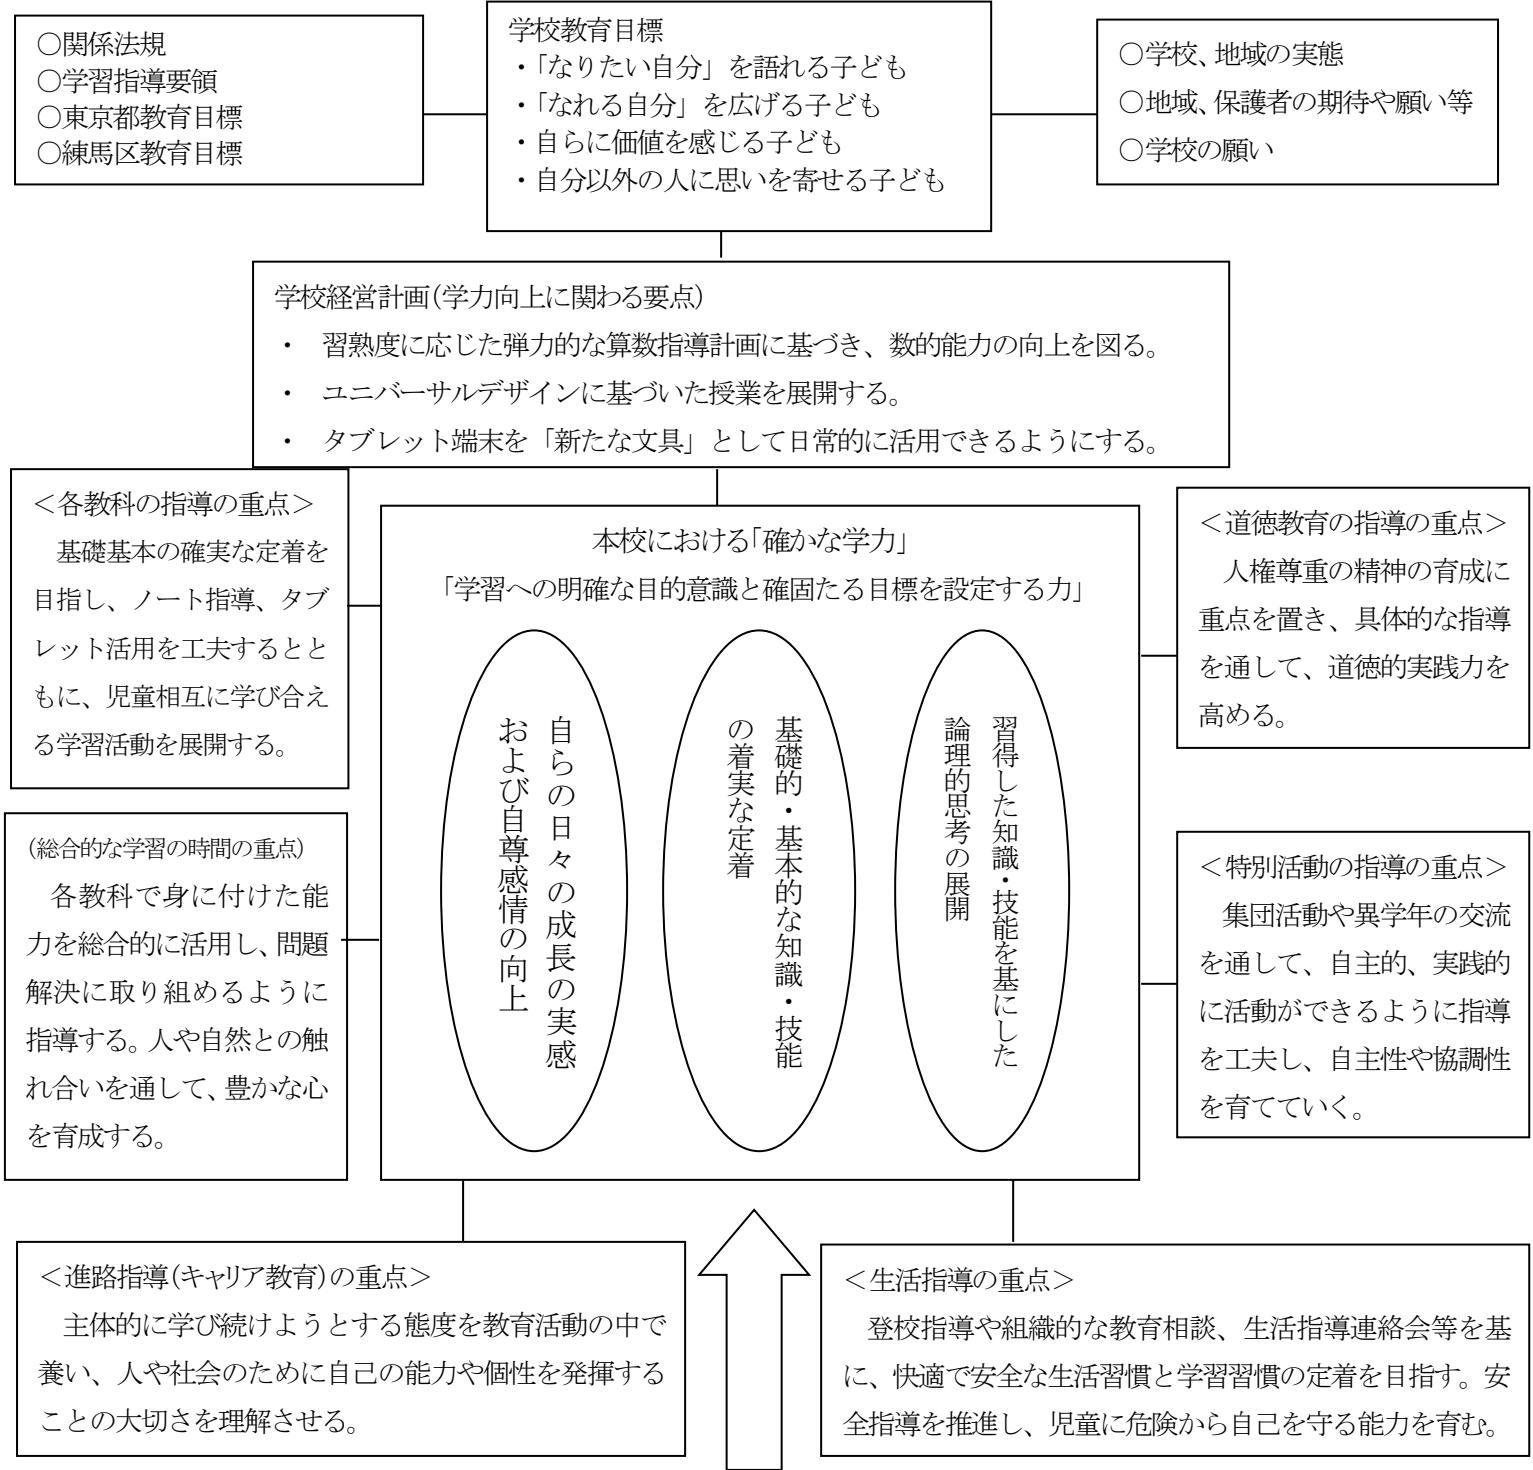 ○関係法規
○学習指導要領
○東京都教育目標
○練馬区教育目標
学校教育目標
・「なりたい自分」を語れる子ども
・「なれる自分」を広げる子ども
・自らに価値を感じる子ども
・自分以外の人に思いを寄せる子ども
○学校、地域の実態
○地域、保護者の期待や願い等
○学校の願い
学校経営計画(学力向上に関わる要点)
・ 習熟度に応じた弾力的な算数指導計画に基づき、数的能力の向上を図る。
・ ユニバーサルデザインに基づいた授業を展開する。
・ タブレット端末を「新たな文具」として日常的に活用できるようにする。
＜各教科の指導の重点＞
基礎基本の確実な定着を
目指し、ノート指導、タブ
レット活用を工夫するとと
もに、児童相互に学び合え
る学習活動を展開する。
(総合的な学習の時間の重点)
各教科で身に付けた能
力を総合的に活用し、問題
解決に取り組めるように
指導する。人や自然との触
れ合いを通して、豊かな心
を育成する。
本校における「確かな学力」
「学習への明確な目的意識と確固たる目標を設定する力」
自らの日々の成長の実感
および自尊感情の向上
基礎的・基本的な知識・技能
の着実な定着
習得した知識・技能を基にした
論理的思考の展開
＜道徳教育の指導の重点＞
人権尊重の精神の育成に
重点を置き、具体的な指導
を通して、道徳的実践力を
高める。
＜特別活動の指導の重点＞
集団活動や異学年の交流
を通して、自主的、実践的
に活動ができるように指導
を工夫し、自主性や協調性
を育てていく。
＜進路指導(キャリア教育)の重点＞
主体的に学び続けようとする態度を教育活動の中で
養い、人や社会のために自己の能力や個性を発揮する
ことの大切さを理解させる。
＜生活指導の重点＞
登校指導や組織的な教育相談、生活指導連絡会等を基
に、快適で安全な生活習慣と学習習慣の定着を目指す。安
全指導を推進し、児童に危険から自己を守る能力を育む。